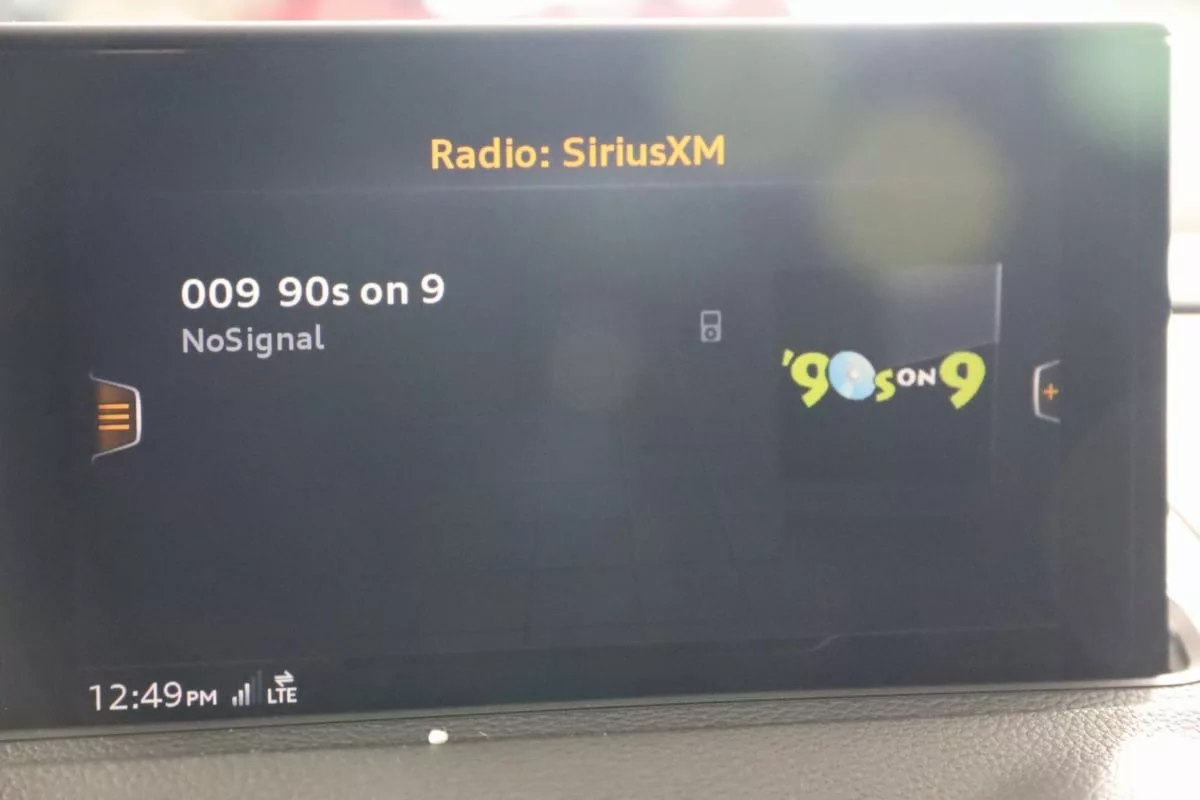 Radio: SiriusXM
009 90s on 9
NoSignal
'90s ON 9
12:49PM LTE